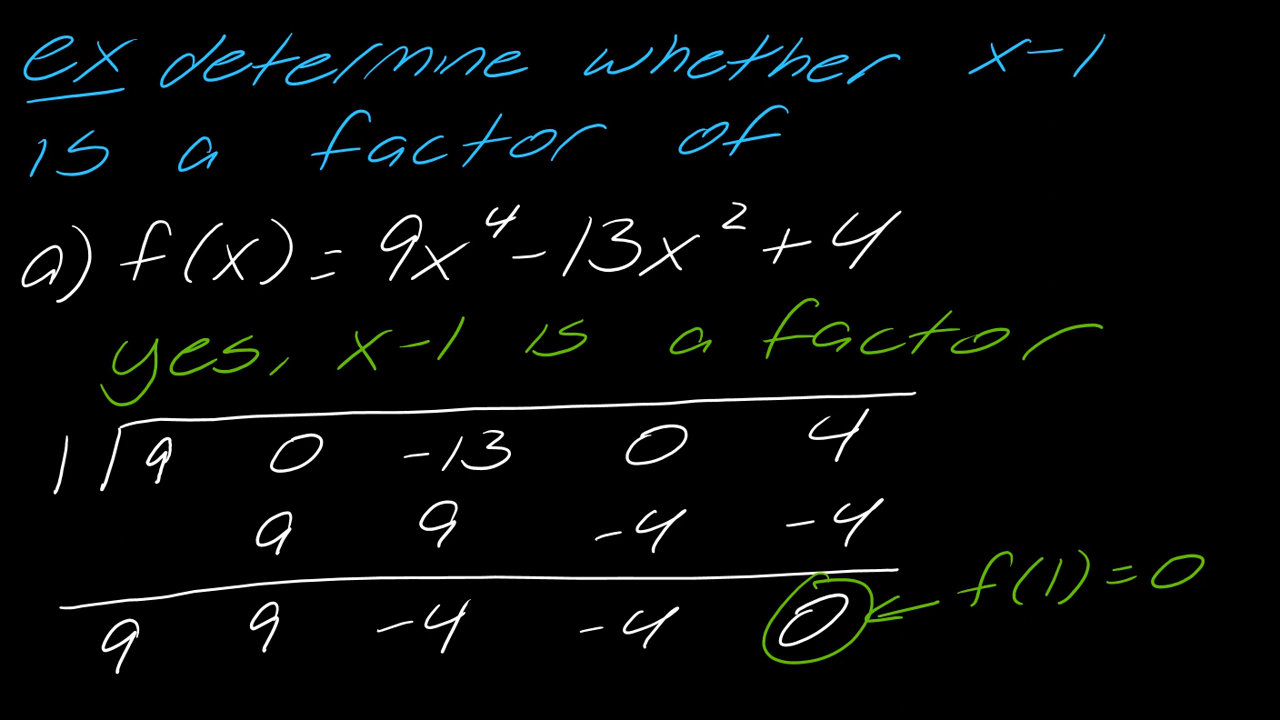 ex determine whether x-1
is a factor of
a) f(x) = 9x⁴ - 13x² + 4
yes, x-1 is a factor
1 9 0 -13 0 4
9 9 -4 -4
9 9 -4 -4 0 ← f(1) = 0